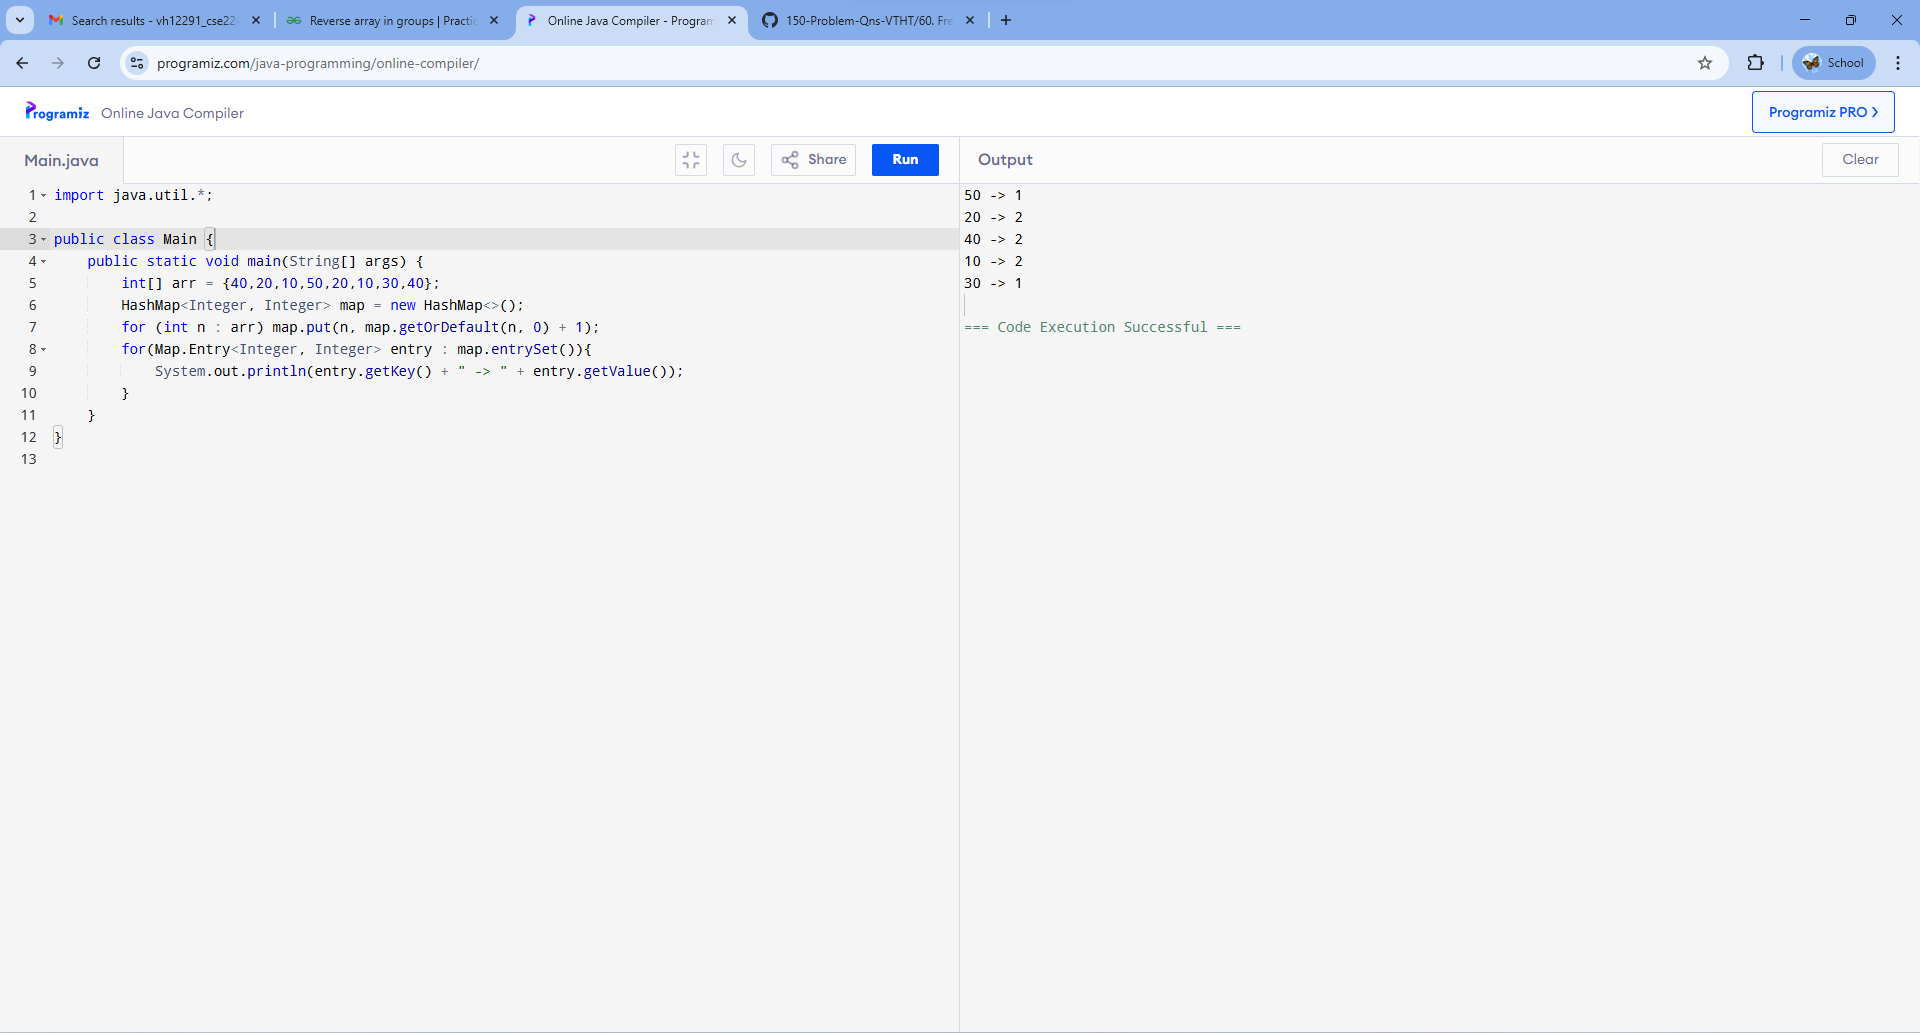 Search results - vh12291_cse22
Reverse array in groups | Practic
Online Java Compiler - Program
150-Problem-Qns-VTHT/60. Fre
programiz.com/java-programming/online-compiler/
School
Programiz Online Java Compiler
Programiz PRO
Main.java
Share
Run
Output
Clear
1 import java.util.*;
2
3 public class Main {
4     public static void main(String[] args) {
5         int[] arr = {40,20,10,50,20,10,30,40};
6         HashMap<Integer, Integer> map = new HashMap<>();
7         for (int n : arr) map.put(n, map.getOrDefault(n, 0) + 1);
8         for(Map.Entry<Integer, Integer> entry : map.entrySet()){
9             System.out.println(entry.getKey() + " -> " + entry.getValue());
10         }
11     }
12 }
13
50 -> 1
20 -> 2
40 -> 2
10 -> 2
30 -> 1
=== Code Execution Successful ===